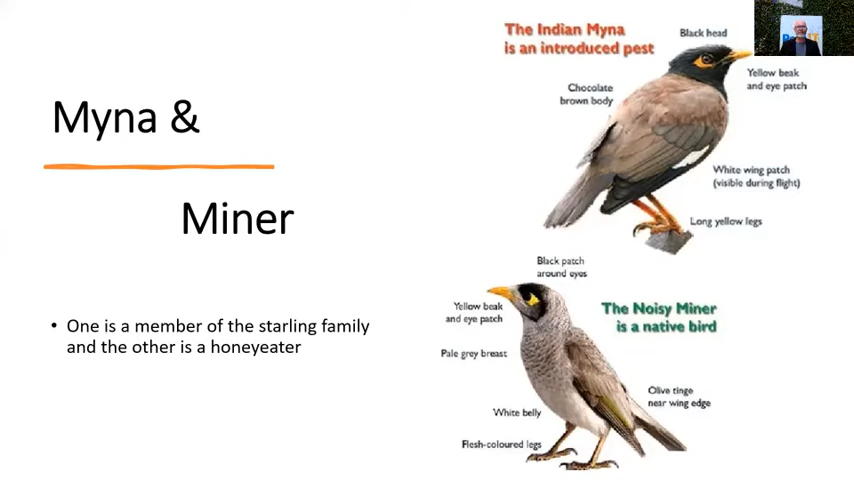 Myna &
Miner
• One is a member of the starling family
and the other is a honeyeater
The Indian Myna
is an introduced pest
Black head
Yellow beak
and eye patch
Chocolate
brown body
White wing patch
(visible during flight)
Long yellow legs
Black patch
around eyes
Yellow beak
and eye patch
The Noisy Miner
is a native bird
Pale grey breast
Olive tinge
near wing edge
White belly
Flesh-coloured legs